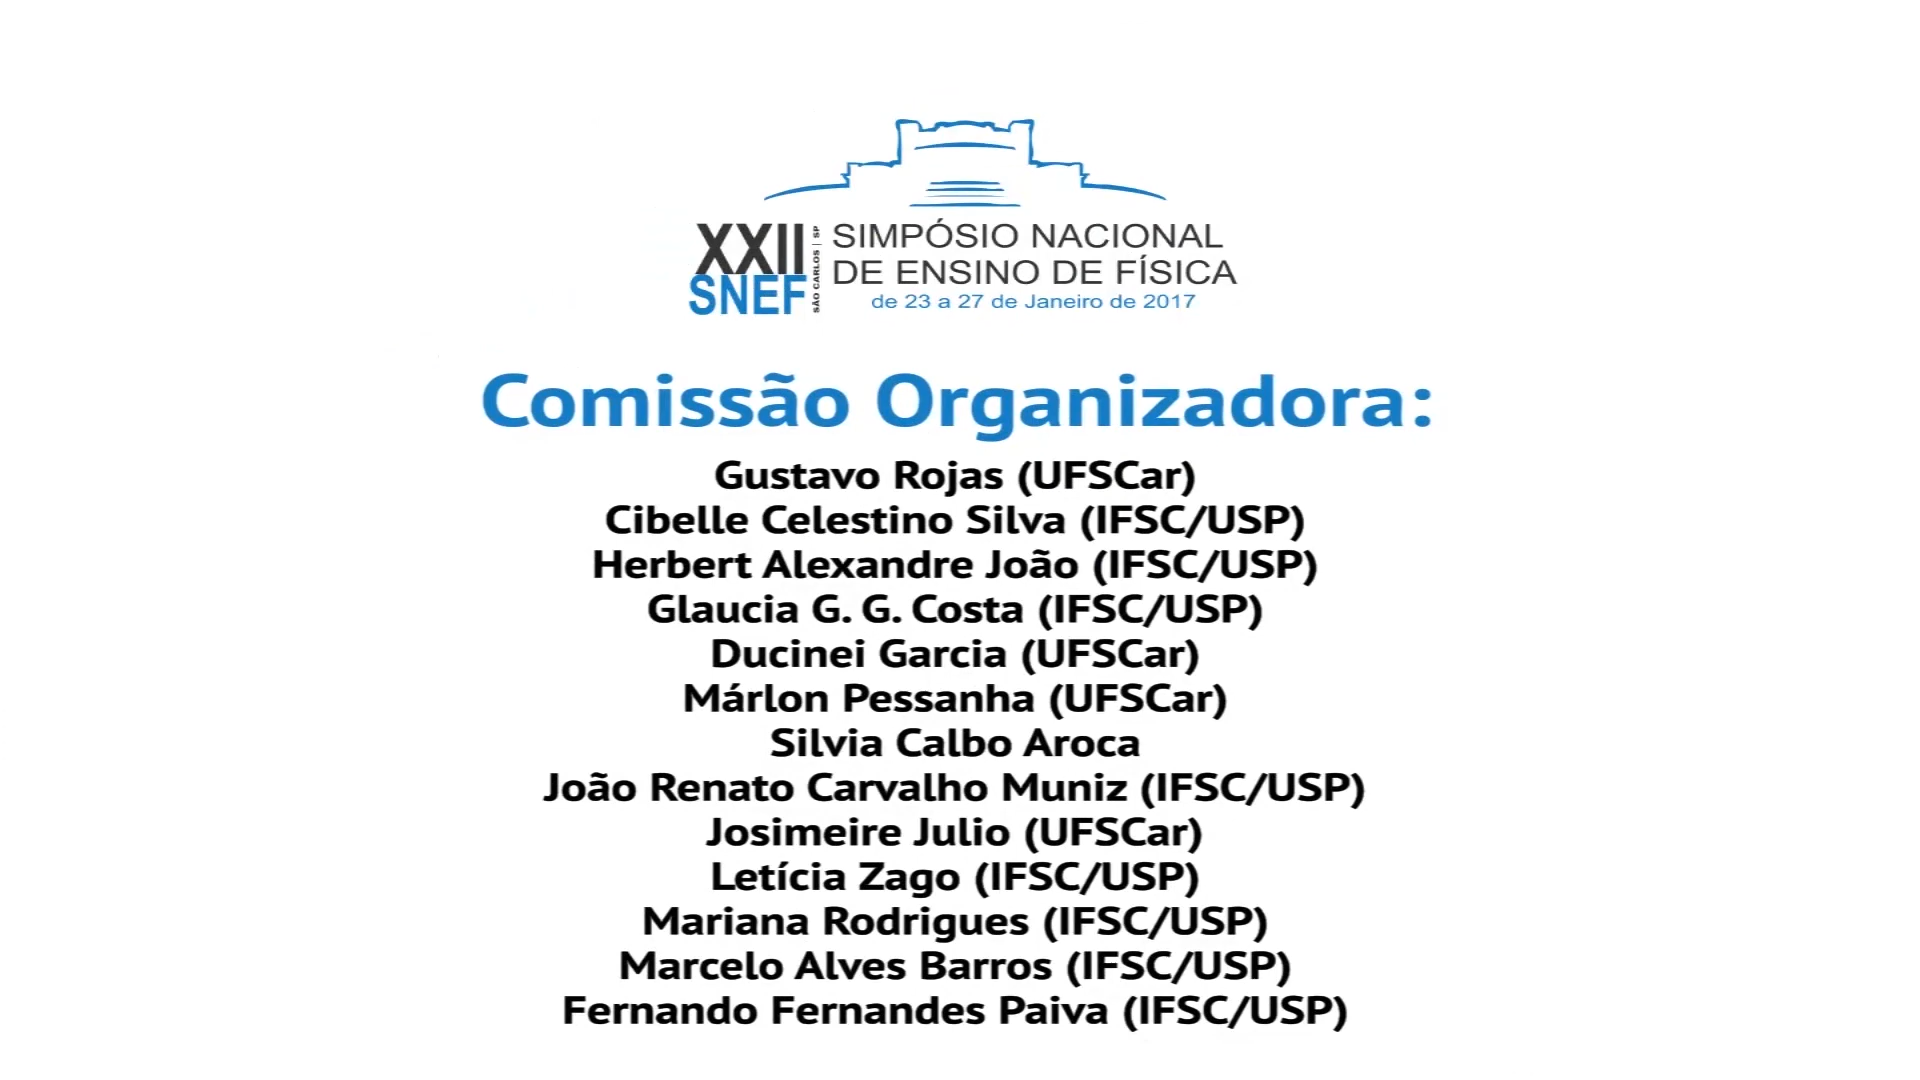 XXII
SNEF
SÃO CARLOS | SP
SIMPÓSIO NACIONAL
DE ENSINO DE FÍSICA
de 23 a 27 de Janeiro de 2017
Comissão Organizadora:
Gustavo Rojas (UFSCar)
Cibelle Celestino Silva (IFSC/USP)
Herbert Alexandre João (IFSC/USP)
Glaucia G. G. Costa (IFSC/USP)
Ducinei Garcia (UFSCar)
Márlon Pessanha (UFSCar)
Silvia Calbo Aroca
João Renato Carvalho Muniz (IFSC/USP)
Josimeire Julio (UFSCar)
Letícia Zago (IFSC/USP)
Mariana Rodrigues (IFSC/USP)
Marcelo Alves Barros (IFSC/USP)
Fernando Fernandes Paiva (IFSC/USP)